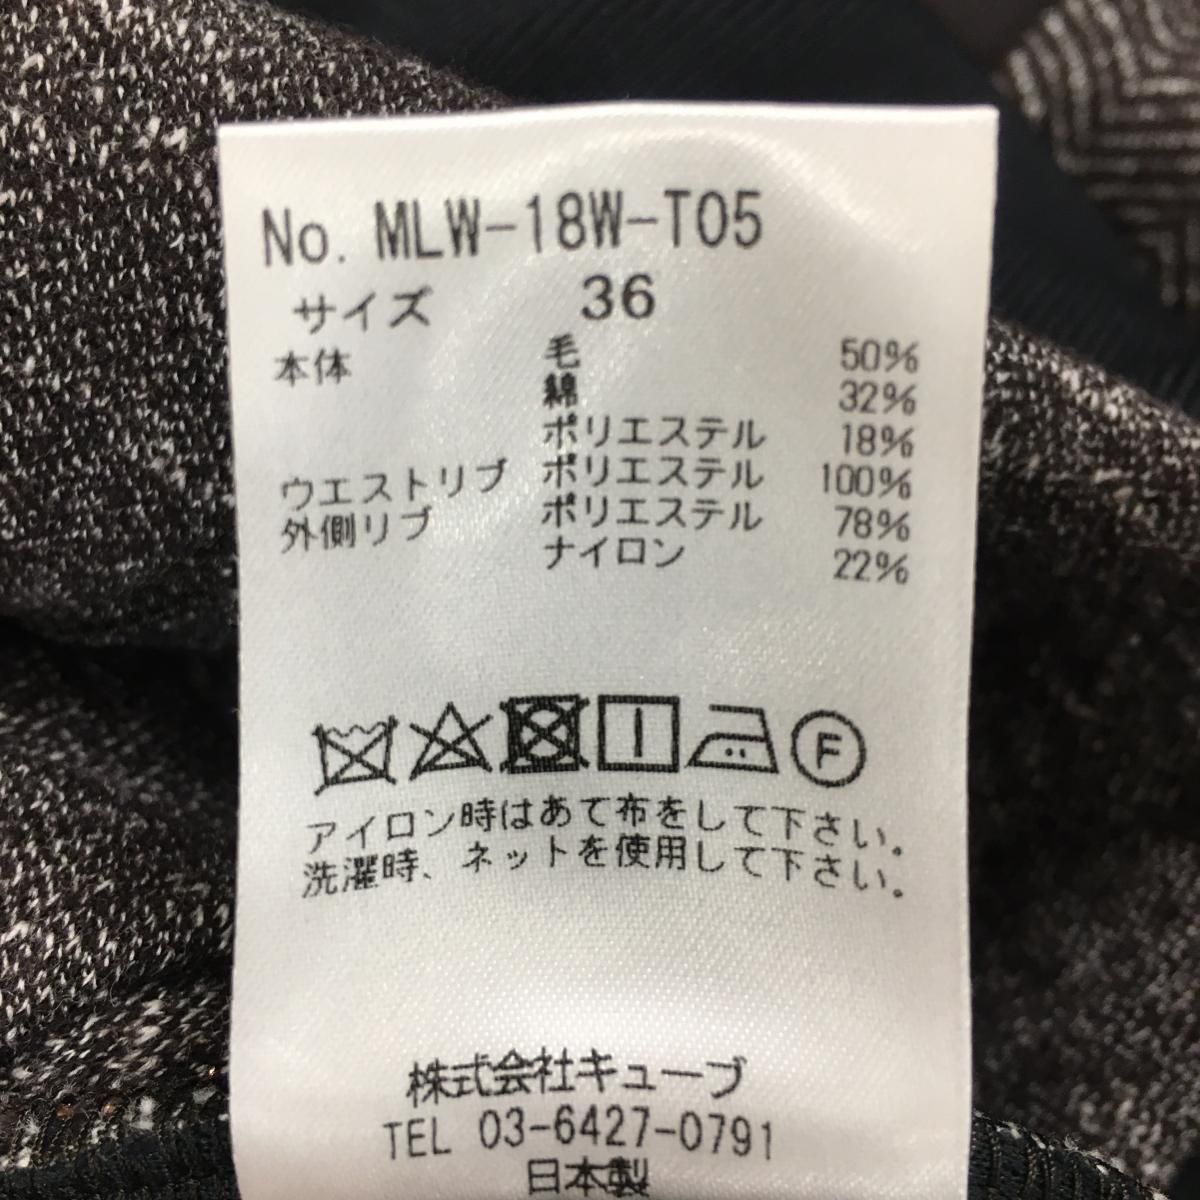 No. MLW-18W-T05
サイズ 36
本体 毛 50%
綿 32%
ポリエステル 18%
ウエストリブ ポリエステル 100%
外側リブ ポリエステル 78%
ナイロン 22%
F
アイロン時はあて布をして下さい。
洗濯時、ネットを使用して下さい。
株式会社キューブ
TEL 03-6427-0791
日本製